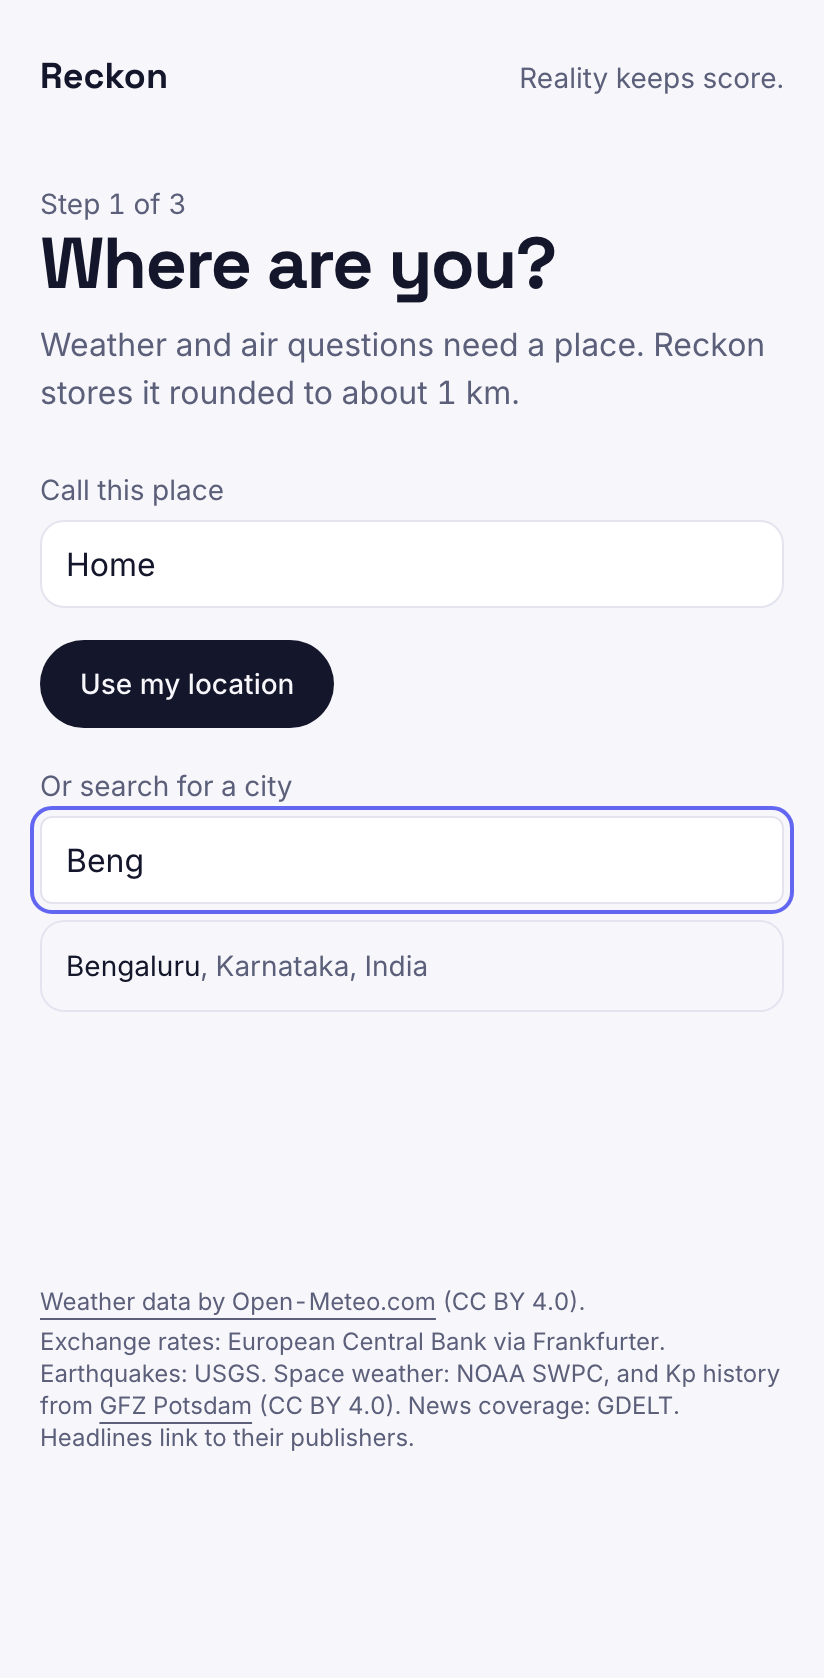 Reckon
Reality keeps score.
Step 1 of 3
Where are you?
Weather and air questions need a place. Reckon
stores it rounded to about 1 km.
Call this place
Home
Use my location
Or search for a city
Beng
Bengaluru, Karnataka, India
Weather data by Open-Meteo.com (CC BY 4.0).
Exchange rates: European Central Bank via Frankfurter.
Earthquakes: USGS. Space weather: NOAA SWPC, and Kp history
from GFZ Potsdam (CC BY 4.0). News coverage: GDELT.
Headlines link to their publishers.